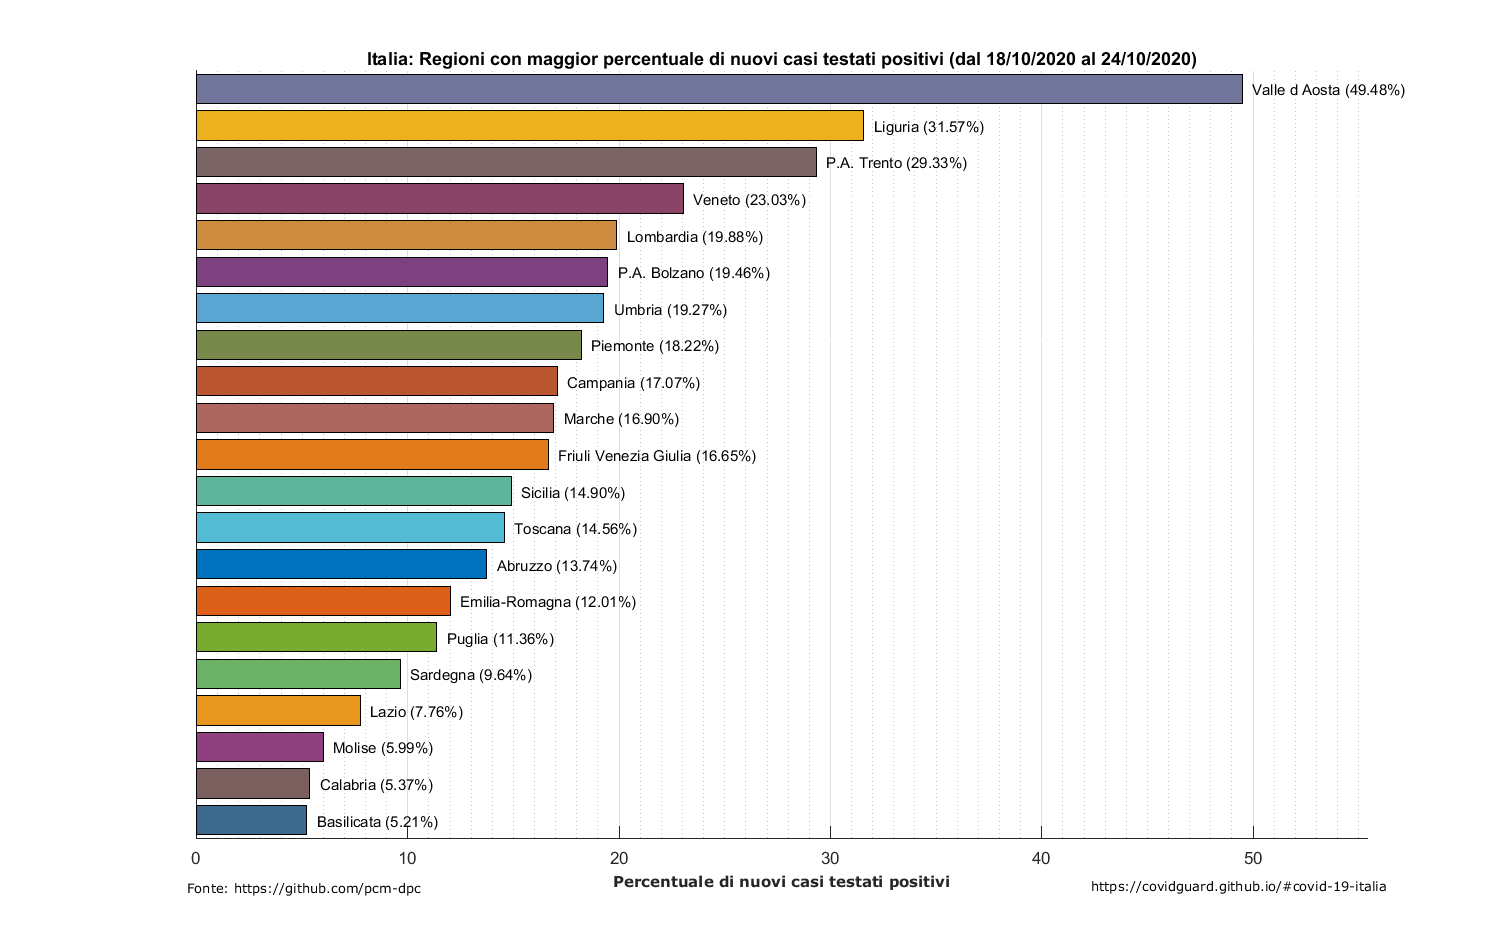 Italia: Regioni con maggior percentuale di nuovi casi testati positivi (dal 18/10/2020 al 24/10/2020)
Valle d Aosta (49.48%)
Liguria (31.57%)
P.A. Trento (29.33%)
Veneto (23.03%)
Lombardia (19.88%)
P.A. Bolzano (19.46%)
Umbria (19.27%)
Piemonte (18.22%)
Campania (17.07%)
Marche (16.90%)
Friuli Venezia Giulia (16.65%)
Sicilia (14.90%)
Toscana (14.56%)
Abruzzo (13.74%)
Emilia-Romagna (12.01%)
Puglia (11.36%)
Sardegna (9.64%)
Lazio (7.76%)
Molise (5.99%)
Calabria (5.37%)
Basilicata (5.21%)
0 10 20 30 40 50
Percentuale di nuovi casi testati positivi
Fonte: https://github.com/pcm-dpc
https://covidguard.github.io/#covid-19-italia